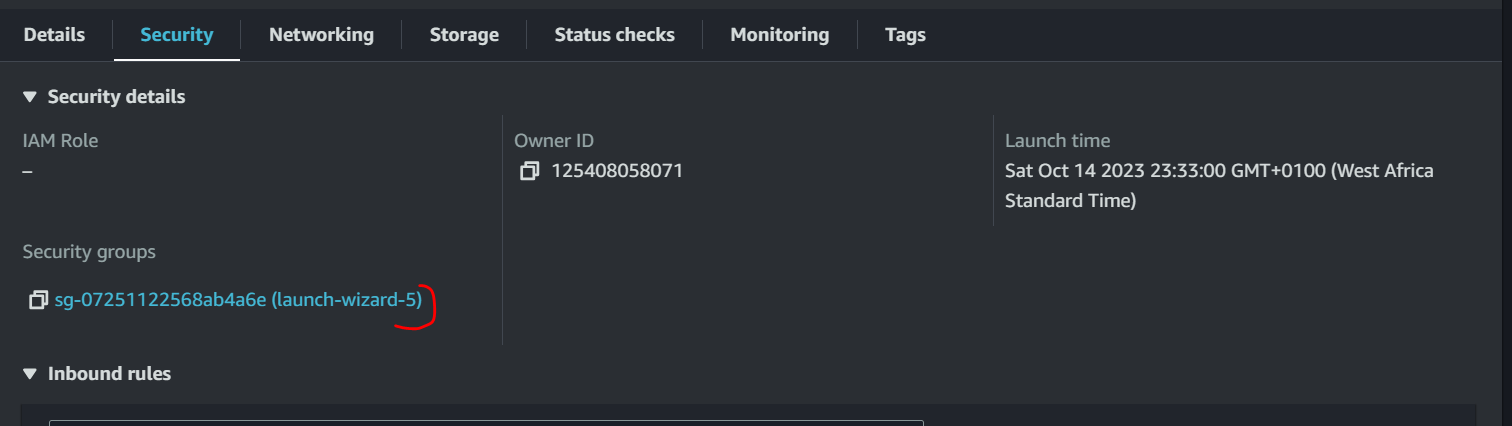 Details Security Networking Storage Status checks Monitoring Tags
Security details
IAM Role
–
Owner ID
125408058071
Launch time
Sat Oct 14 2023 23:33:00 GMT+0100 (West Africa
Standard Time)
Security groups
sg-07251122568ab4a6e (launch-wizard-5)
Inbound rules